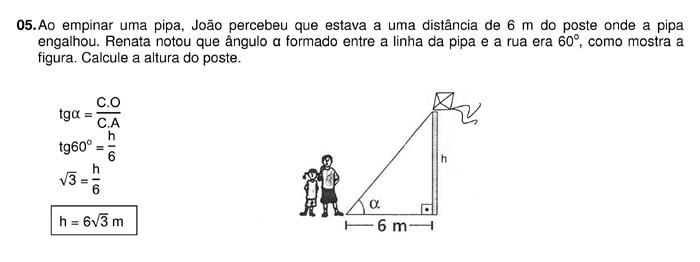 05. Ao empinar uma pipa, João percebeu que estava a uma distância de 6 m do poste onde a pipa
engalhou. Renata notou que ângulo α formado entre a linha da pipa e a rua era 60º, como mostra a
figura. Calcule a altura do poste.
tgα = C.O/C.A
tg60º = h/6
√3 = h/6
h = 6√3 m
h
α
6 m